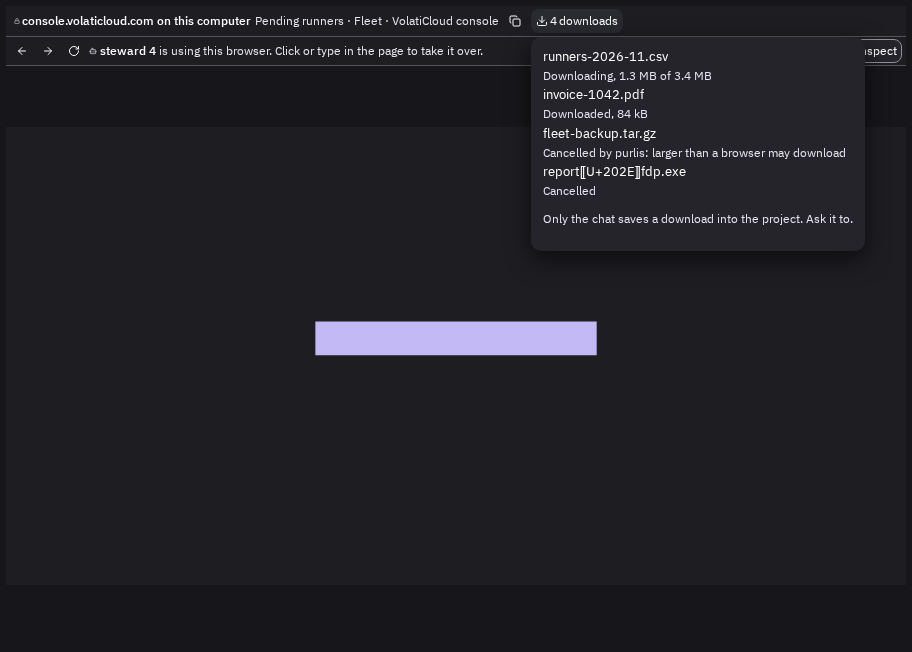 console.volaticloud.com on this computer Pending runners · Fleet · VolatiCloud console 4 downloads
steward 4 is using this browser. Click or type in the page to take it over.
runners-2026-11.csv
Downloading, 1.3 MB of 3.4 MB
invoice-1042.pdf
Downloaded, 84 kB
fleet-backup.tar.gz
Cancelled by purlis: larger than a browser may download
report[[U+202E]]fdp.exe
Cancelled
Only the chat saves a download into the project. Ask it to.